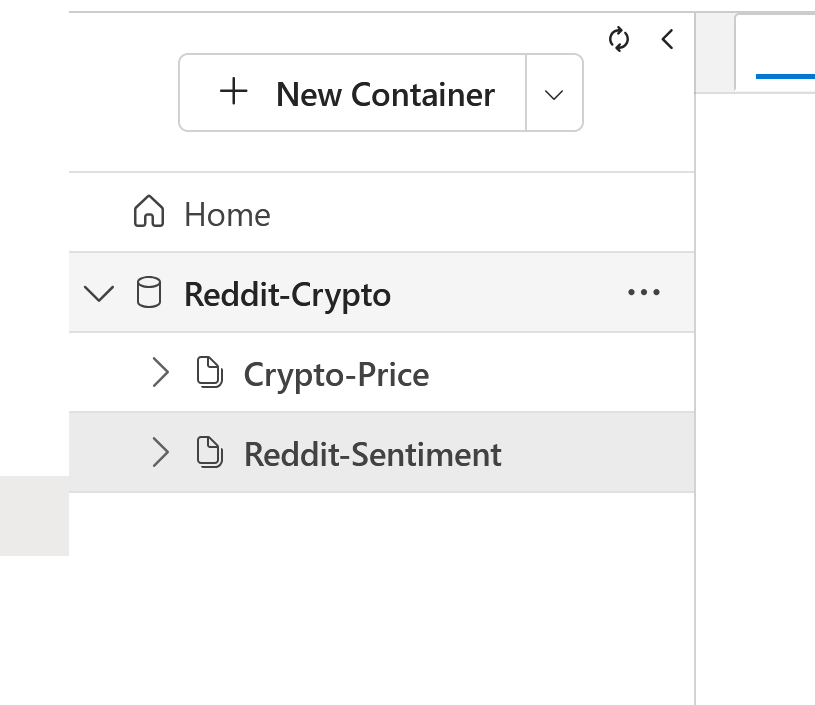 New Container
Home
Reddit-Crypto
Crypto-Price
Reddit-Sentiment